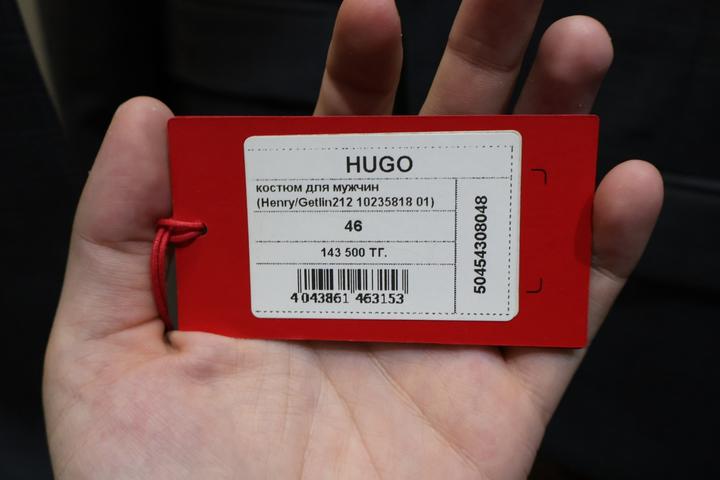 HUGO
костюм для мужчин
(Henry/Getlin212 10235818 01)
46
143 500 ТГ.
4 043861 463153
50454308048